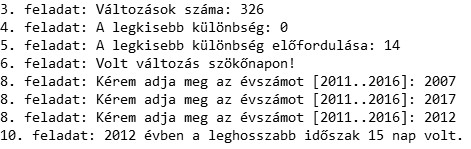 3. feladat: Változások száma: 326
4. feladat: A legkisebb különbség: 0
5. feladat: A legkisebb különbség előfordulása: 14
6. feladat: Volt változás szökőnapon!
8. feladat: Kérem adja meg az évszámot [2011..2016]: 2007
8. feladat: Kérem adja meg az évszámot [2011..2016]: 2017
8. feladat: Kérem adja meg az évszámot [2011..2016]: 2012
10. feladat: 2012 évben a leghosszabb időszak 15 nap volt.